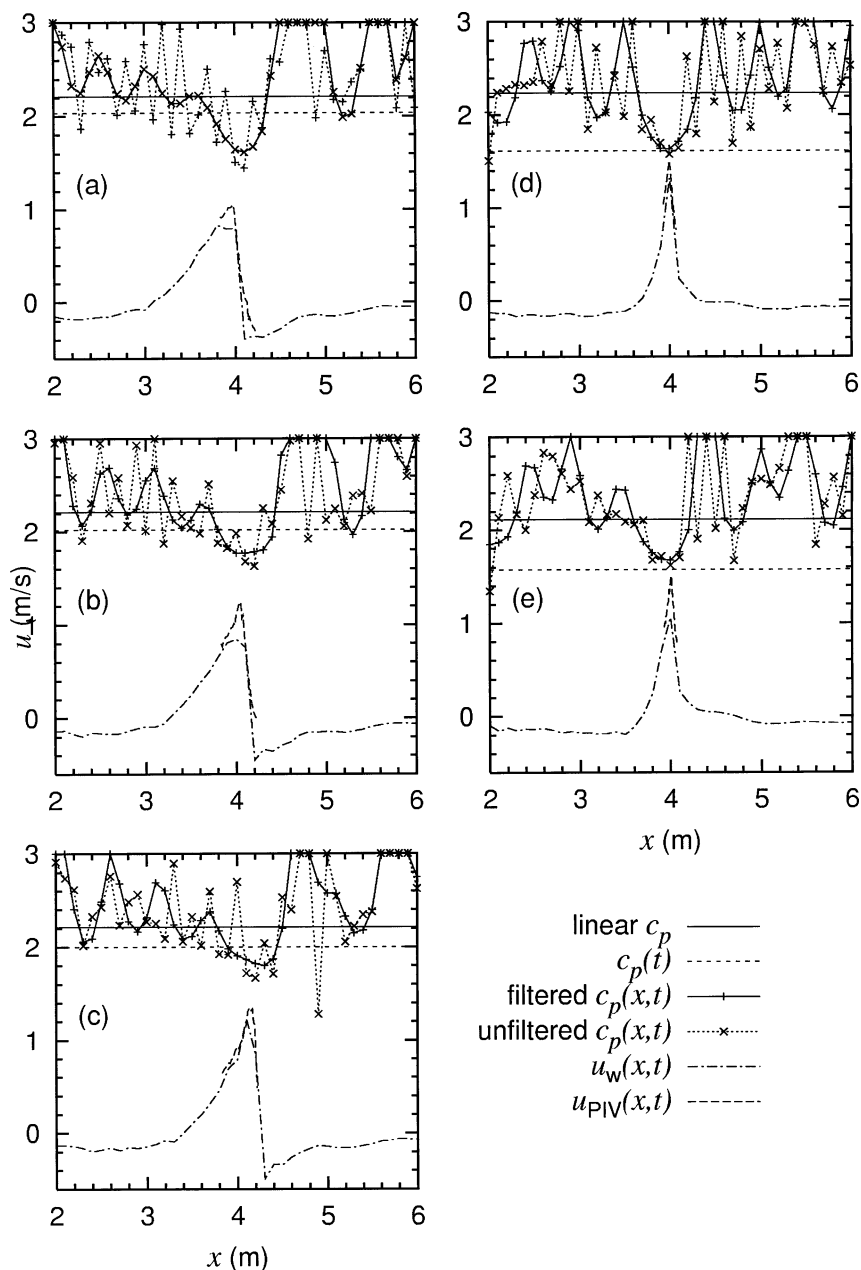 3
2
1
0
(a)
2 3 4 5 6
3
2
1
0
(d)
2 3 4 5 6
3
2
1
0
(b)
u (m/s)
2 3 4 5 6
3
2
1
0
(e)
2 3 4 5 6
x (m)
3
2
1
0
(c)
2 3 4 5 6
x (m)
linear c_p
c_p(t)
filtered c_p(x,t)
unfiltered c_p(x,t)
u_w(x,t)
u_PIV(x,t)